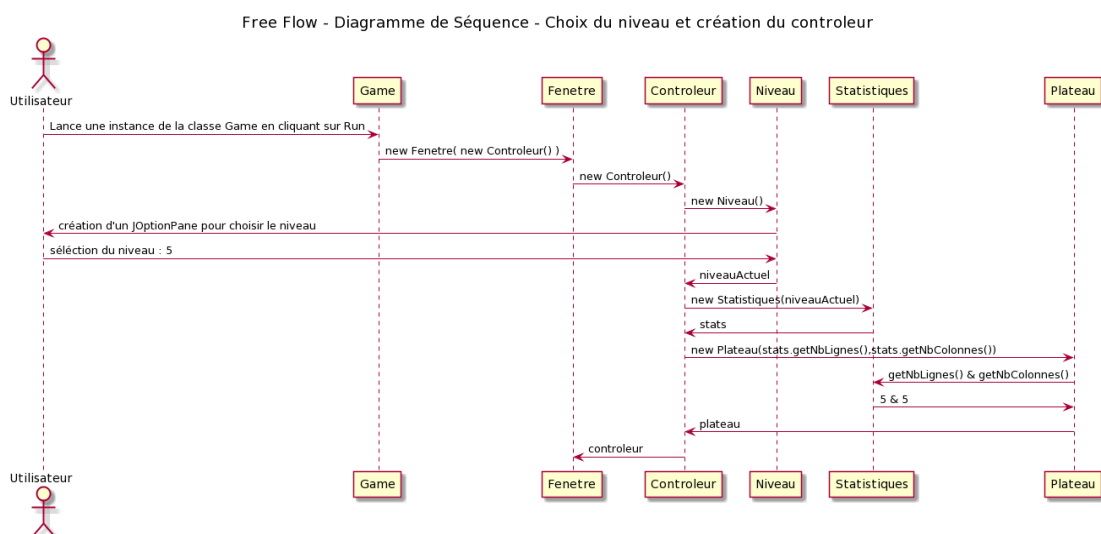 Free Flow - Diagramme de Séquence - Choix du niveau et création du controleur
Utilisateur
Game
Fenetre
Controleur
Niveau
Statistiques
Plateau
Lance une instance de la classe Game en cliquant sur Run
new Fenetre( new Controleur() )
new Controleur()
new Niveau()
création d'un JOptionPane pour choisir le niveau
séléction du niveau : 5
niveauActuel
new Statistiques(niveauActuel)
stats
new Plateau(stats.getNbLignes(),stats.getNbColonnes())
getNbLignes() & getNbColonnes()
5 & 5
plateau
controleur
Utilisateur
Game
Fenetre
Controleur
Niveau
Statistiques
Plateau